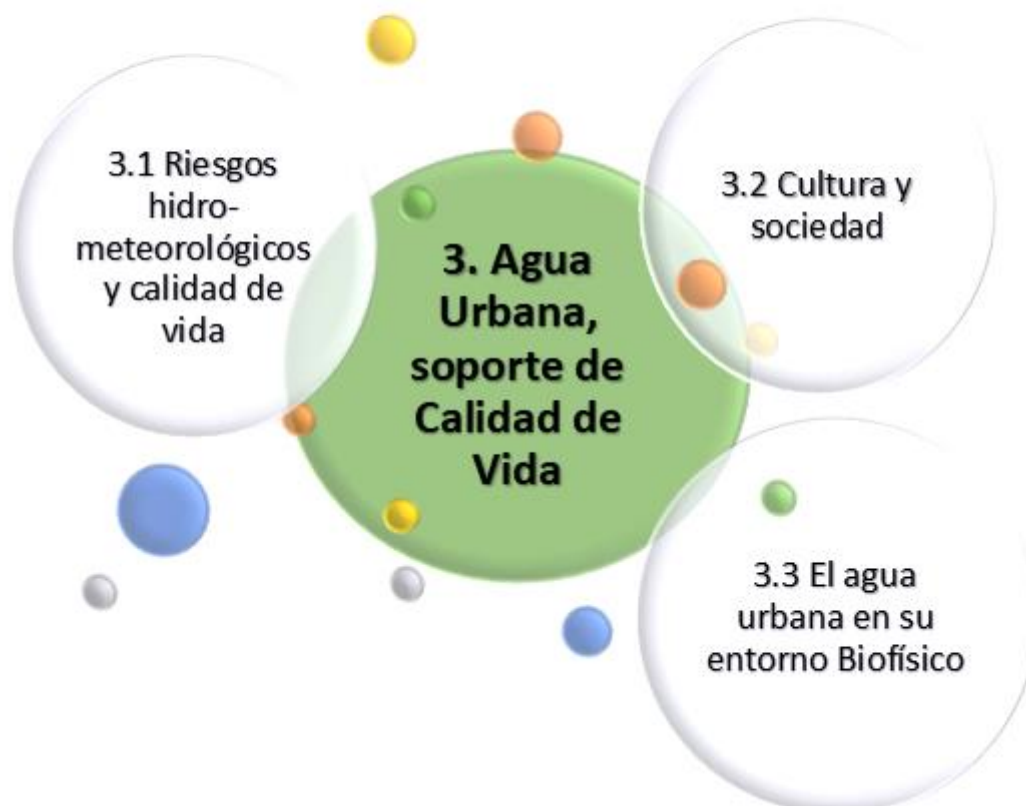 3.1 Riesgos
hidro-
meteorológicos
y calidad de
vida
3. Agua
Urbana,
soporte de
Calidad de
Vida
3.2 Cultura y
sociedad
3.3 El agua
urbana en su
entorno Biofísico